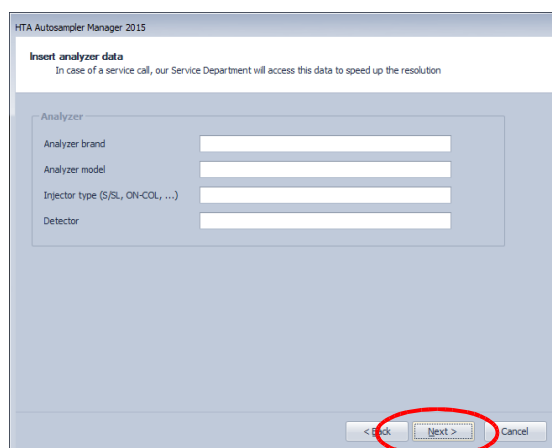 HTA Autosampler Manager 2015
Insert analyzer data
In case of a service call, our Service Department will access this data to speed up the resolution
Analyzer
Analyzer brand
Analyzer model
Injector type (S/SL, ON-COL, ...)
Detector
< Back Next > Cancel